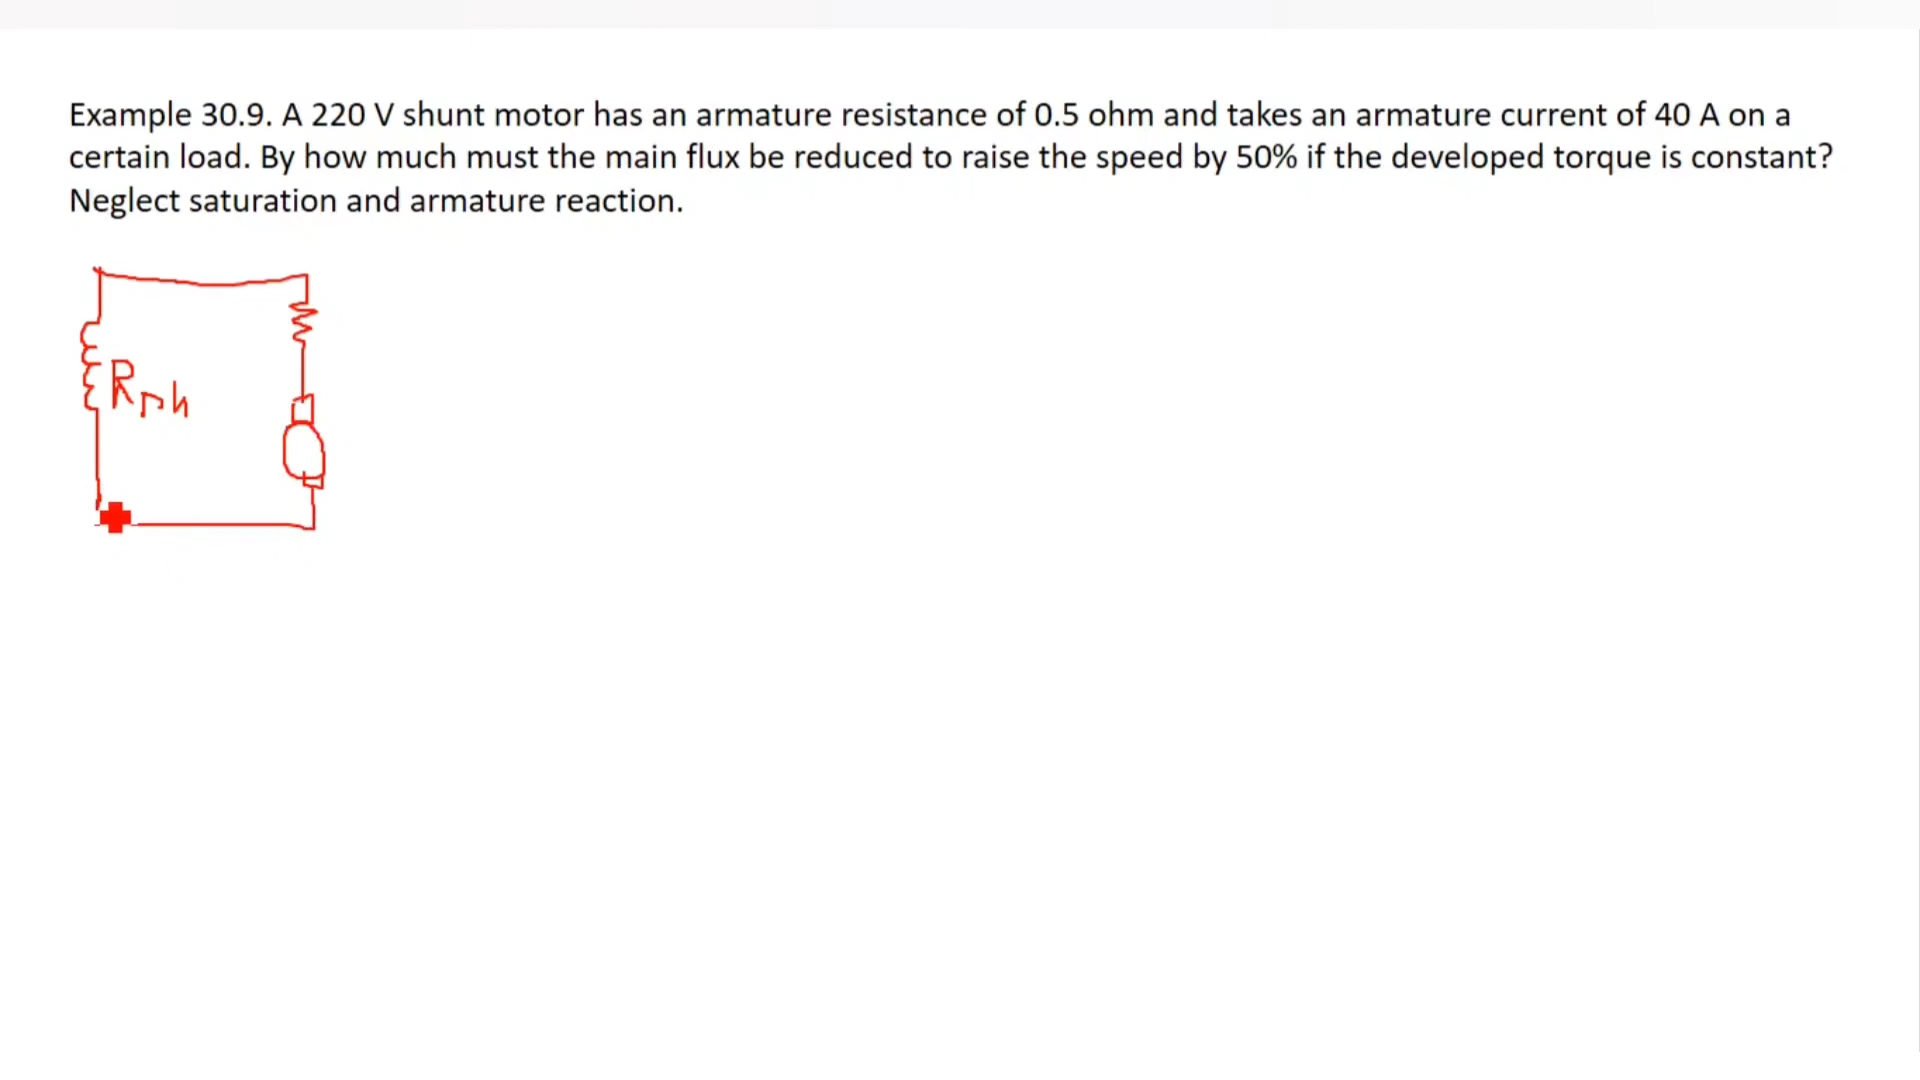 Example 30.9. A 220 V shunt motor has an armature resistance of 0.5 ohm and takes an armature current of 40 A on a
certain load. By how much must the main flux be reduced to raise the speed by 50% if the developed torque is constant?
Neglect saturation and armature reaction.
Rsh